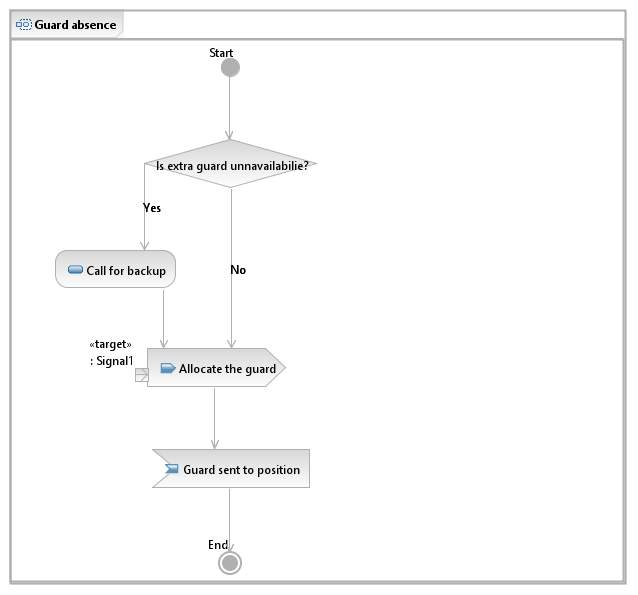 Guard absence
Start
Is extra guard unnavailabilie?
Yes
Call for backup
No
«target»
: Signal1
Allocate the guard
Guard sent to position
End